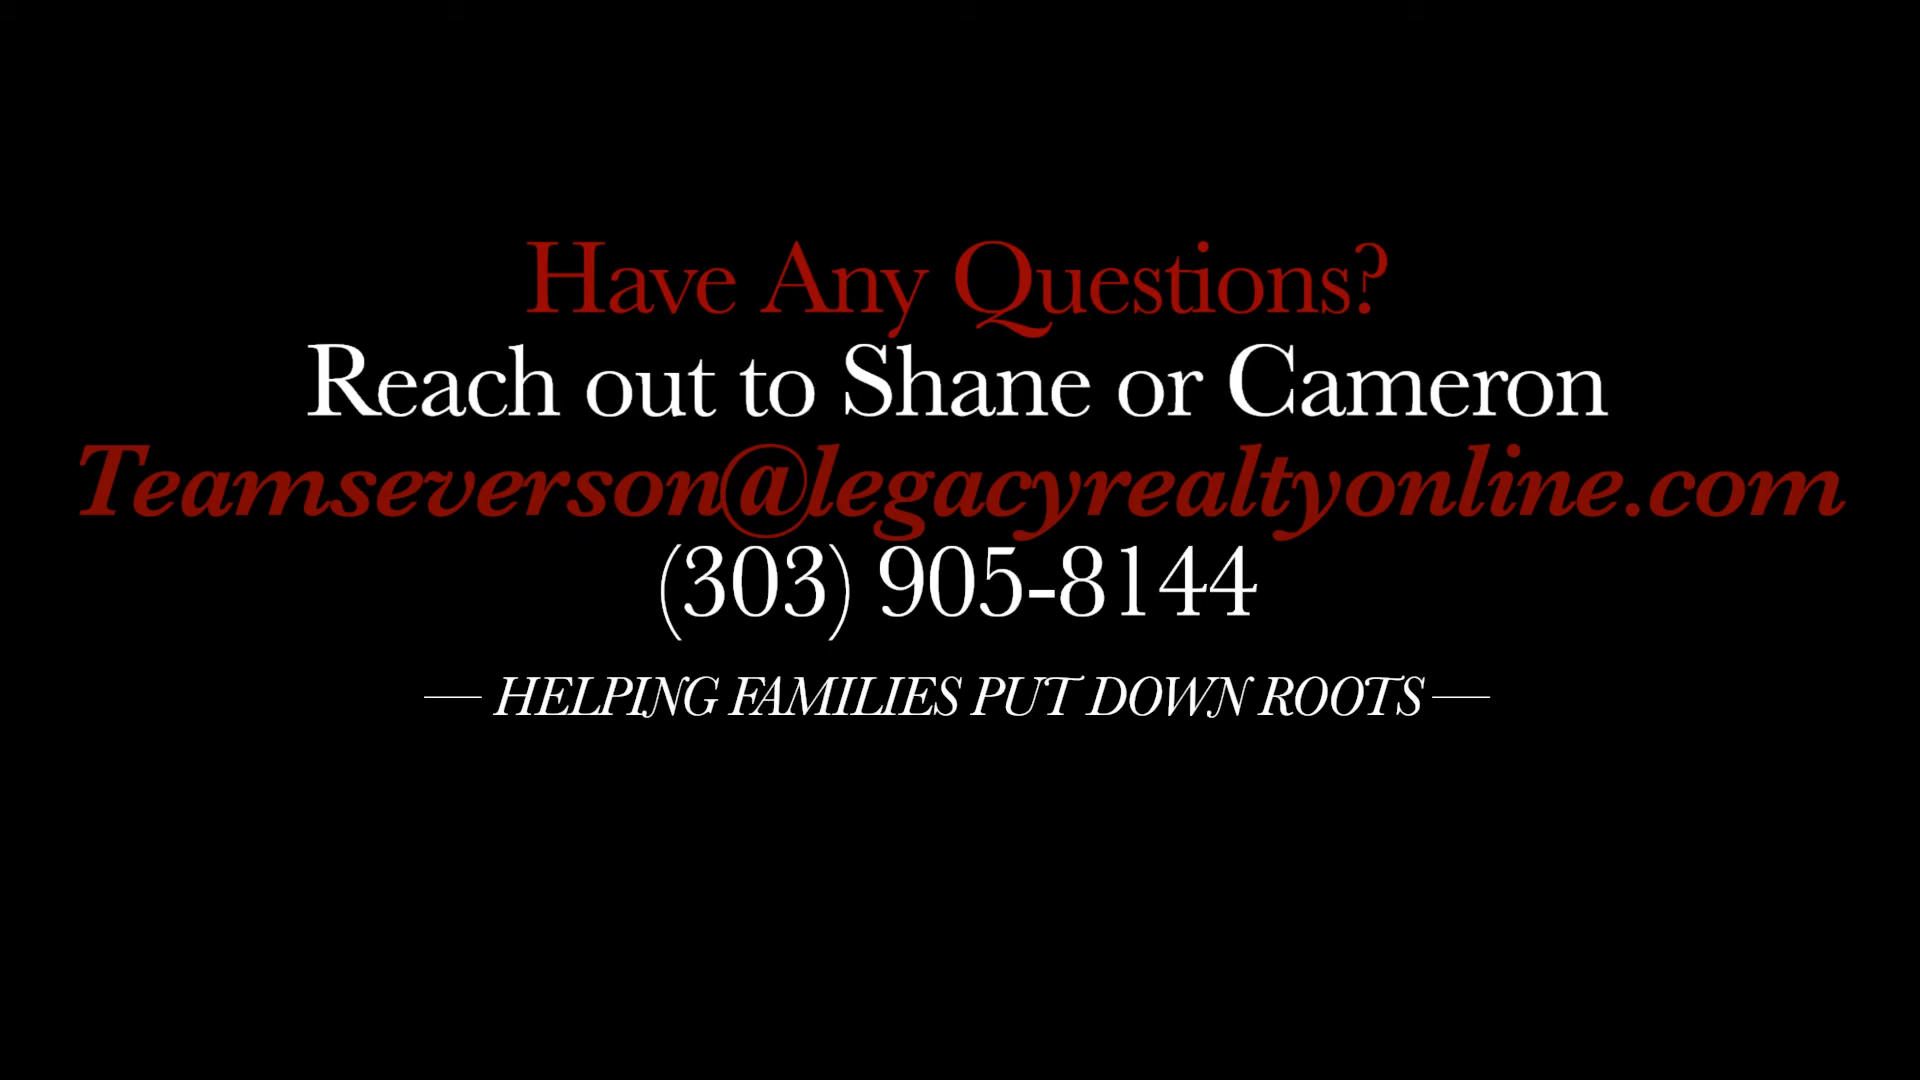 Have Any Questions?
Reach out to Shane or Cameron
Teamseverson@legacyrealtyonline.com
(303) 905-8144
— HELPING FAMILIES PUT DOWN ROOTS —